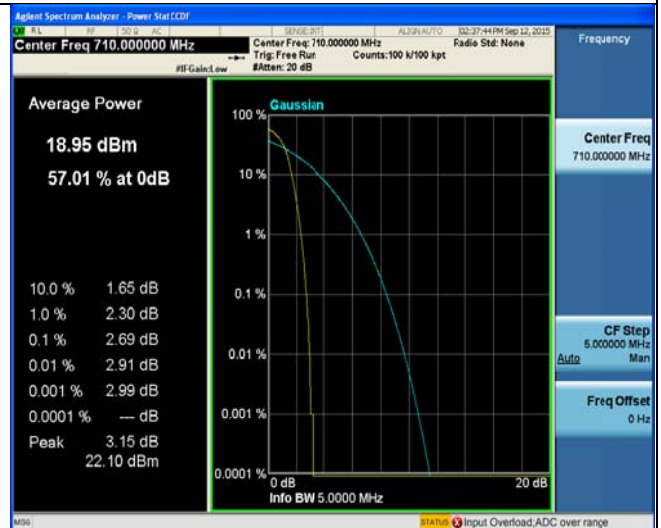 Agilent Spectrum Analyzer - Power Stat CCDF
RL RF 50 Ω AC SENSE:INT ALIGN AUTO 02:37:44 PM Sep 12, 2015
Center Freq 710.000000 MHz
Center Freq: 710.000000 MHz Radio Std: None
Trig: Free Run Counts:100 k/100 kpt
#IFGain:Low #Atten: 20 dB
Frequency
Average Power
18.95 dBm
57.01 % at 0dB
10.0 % 1.65 dB
1.0 % 2.30 dB
0.1 % 2.69 dB
0.01 % 2.91 dB
0.001 % 2.99 dB
0.0001 % --- dB
Peak 3.15 dB
22.10 dBm
Gaussian
100 %
10 %
1 %
0.1 %
0.01 %
0.001 %
0.0001 %
0 dB 20 dB
Info BW 5.0000 MHz
Center Freq
710.000000 MHz
CF Step
5.000000 MHz
Auto Man
Freq Offset
0 Hz
MSG STATUS Input Overload;ADC over range